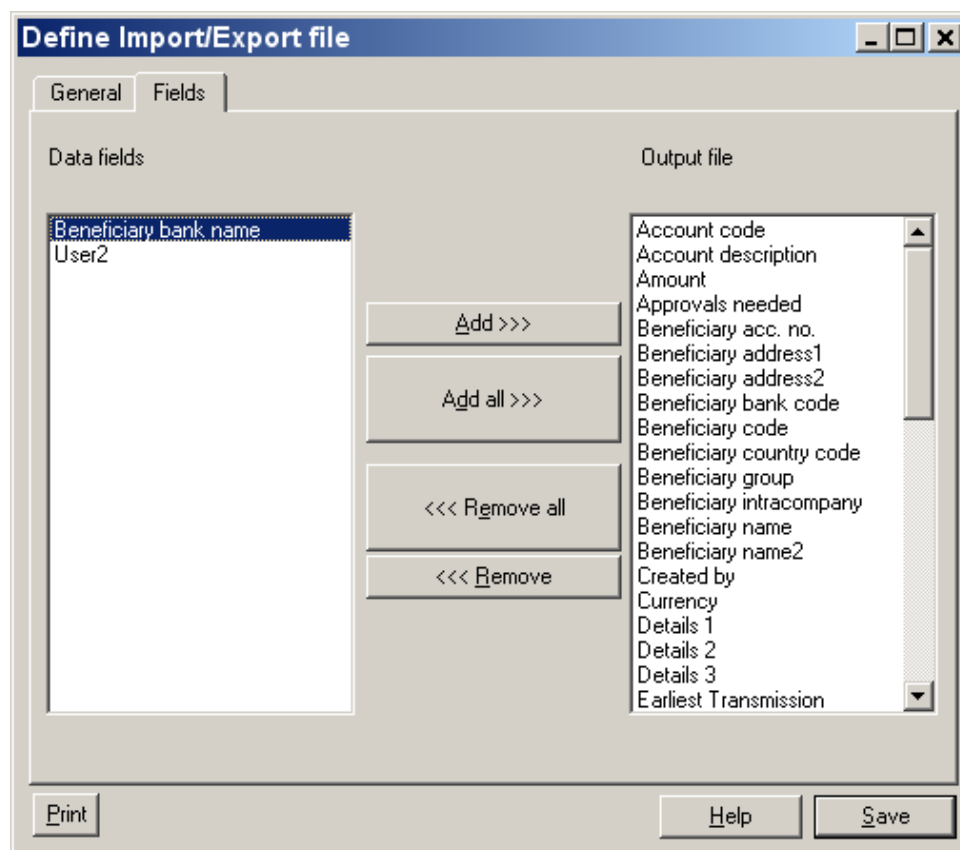 Define Import/Export file
General
Fields
Data fields
Output file
Beneficiary bank name
User2
Add >>>
Add all >>>
<<< Remove all
<<< Remove
Account code
Account description
Amount
Approvals needed
Beneficiary acc. no.
Beneficiary address1
Beneficiary address2
Beneficiary bank code
Beneficiary code
Beneficiary country code
Beneficiary group
Beneficiary intracompany
Beneficiary name
Beneficiary name2
Created by
Currency
Details 1
Details 2
Details 3
Earliest Transmission
Print
Help
Save